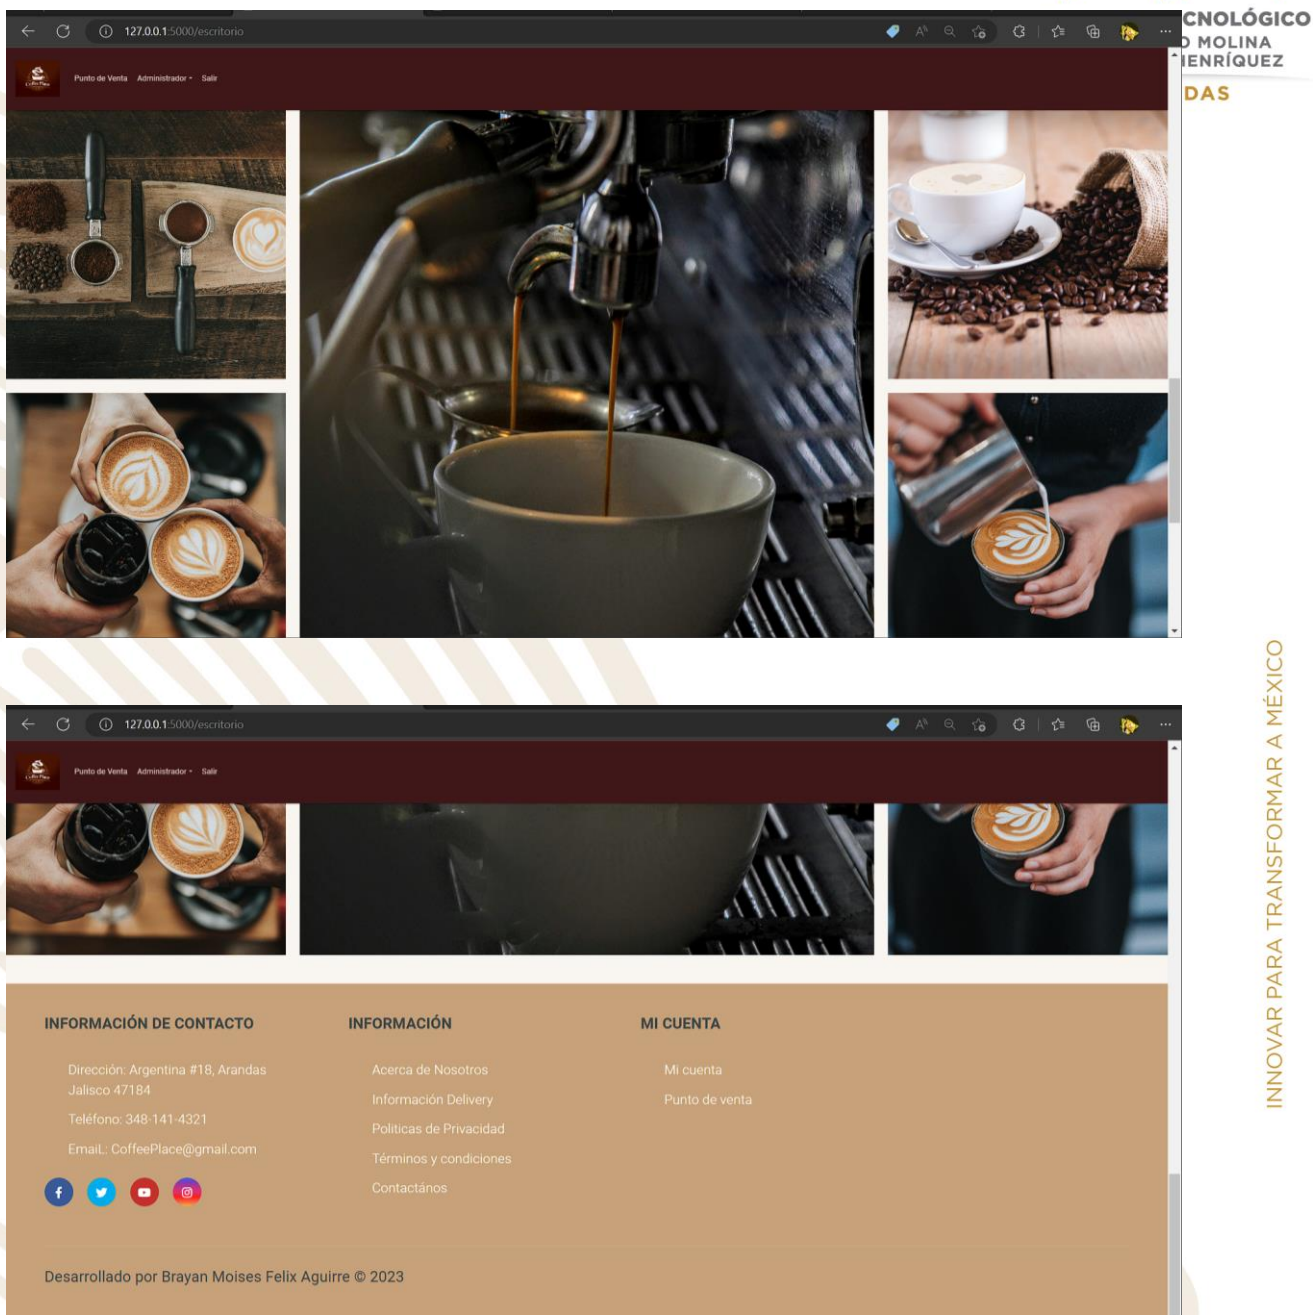 CNOLÓGICO
O MOLINA
HENRÍQUEZ
DAS
127.0.0.1:5000/escritorio
Punto de Venta Administrador Salir
127.0.0.1:5000/escritorio
Punto de Venta Administrador Salir
INFORMACIÓN DE CONTACTO
Dirección: Argentina #18, Arandas
Jalisco 47184
Teléfono: 348-141-4321
EmaiL: CoffeePlace@gmail.com
INFORMACIÓN
Acerca de Nosotros
Información Delivery
Politicas de Privacidad
Términos y condiciones
Contactános
MI CUENTA
Mi cuenta
Punto de venta
Desarrollado por Brayan Moises Felix Aguirre © 2023
INNOVAR PARA TRANSFORMAR A MÉXICO